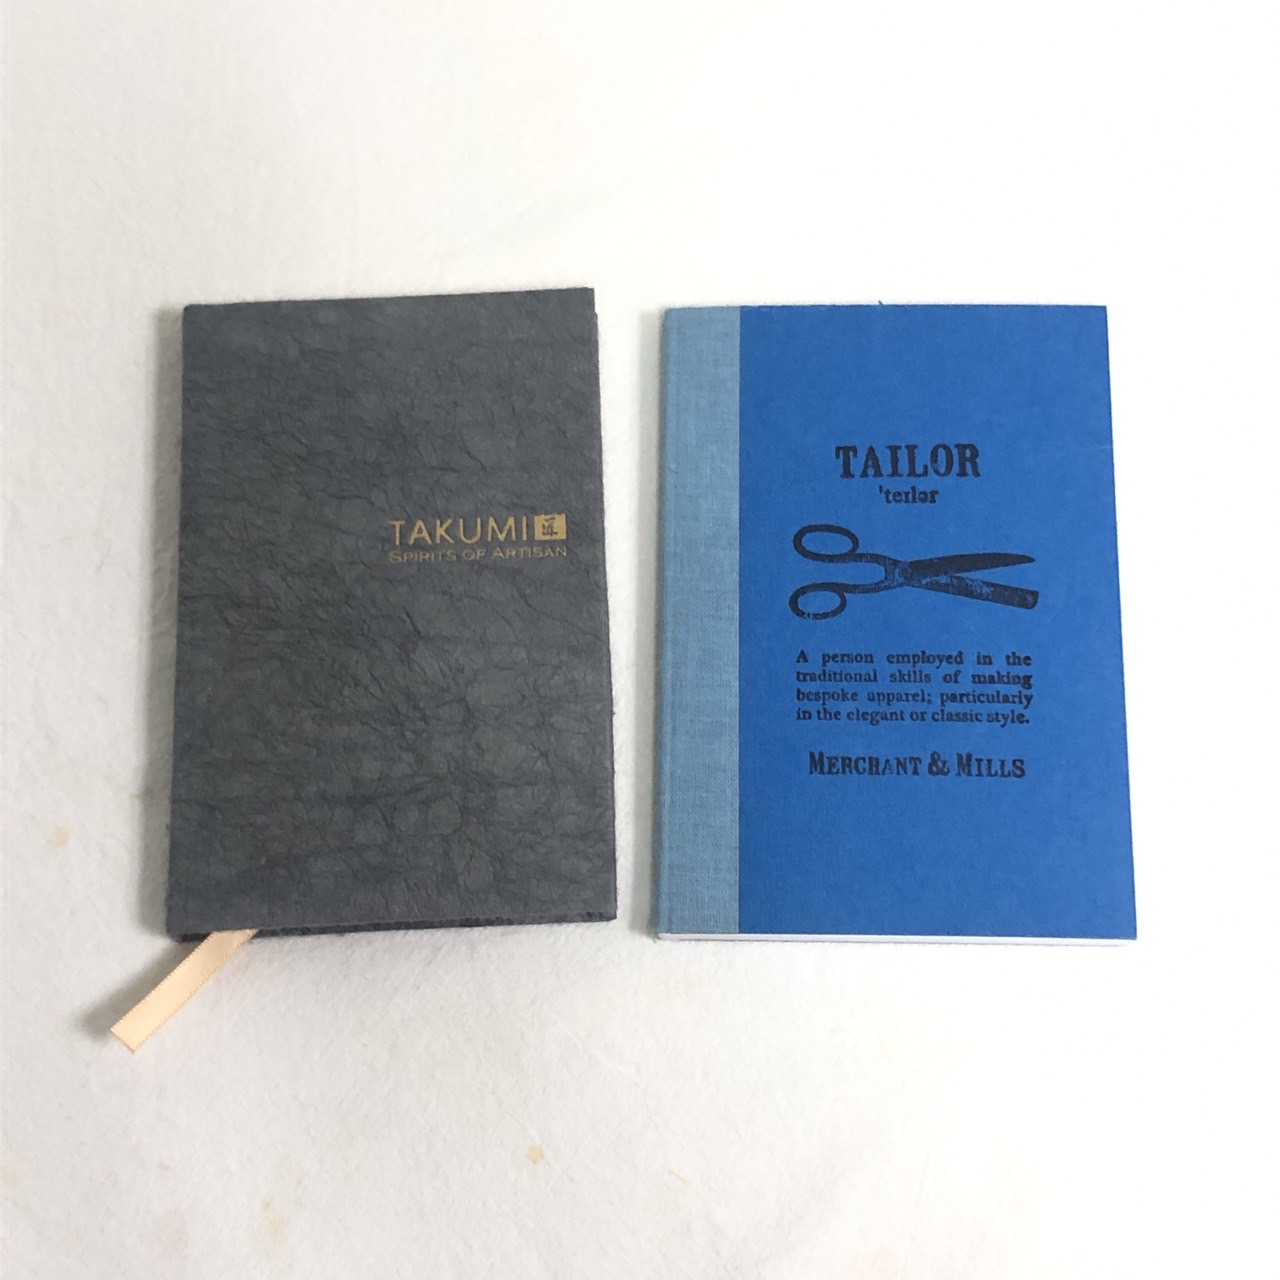 TAKUMI 匠
SPIRITS OF ARTISAN
TAILOR
'teɪlər
A person employed in the
traditional skills of making
bespoke apparel; particularly
in the elegant or classic style.
MERCHANT & MILLS